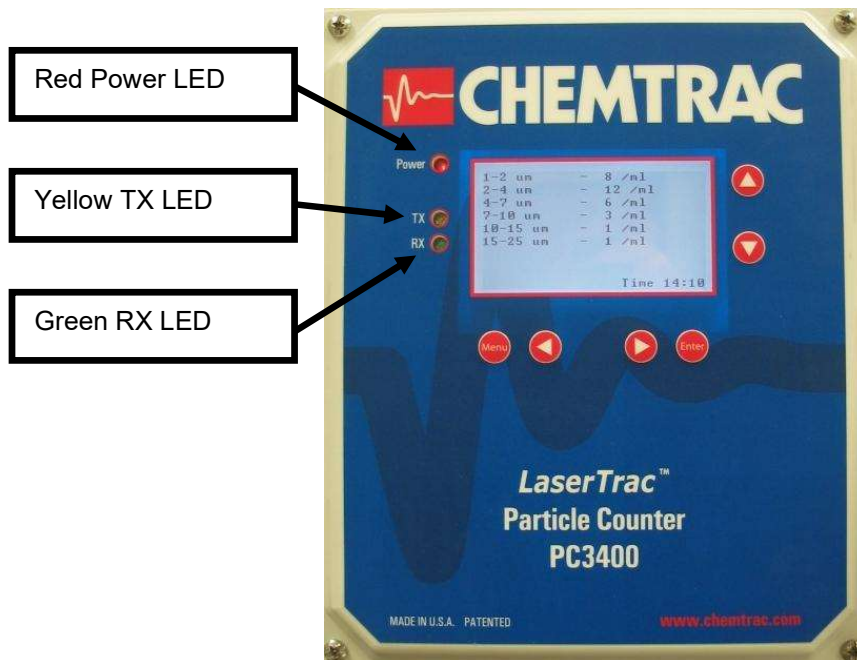 Red Power LED
Yellow TX LED
Green RX LED
CHEMTRAC
Power
TX
RX
1-2 um - 8 /ml
2-4 um - 12 /ml
4-7 um - 6 /ml
7-10 um - 3 /ml
10-15 um - 1 /ml
15-25 um - 1 /ml
Time 14:10
Menu
Enter
LaserTrac™
Particle Counter
PC3400
MADE IN U.S.A. PATENTED
www.chemtrac.com